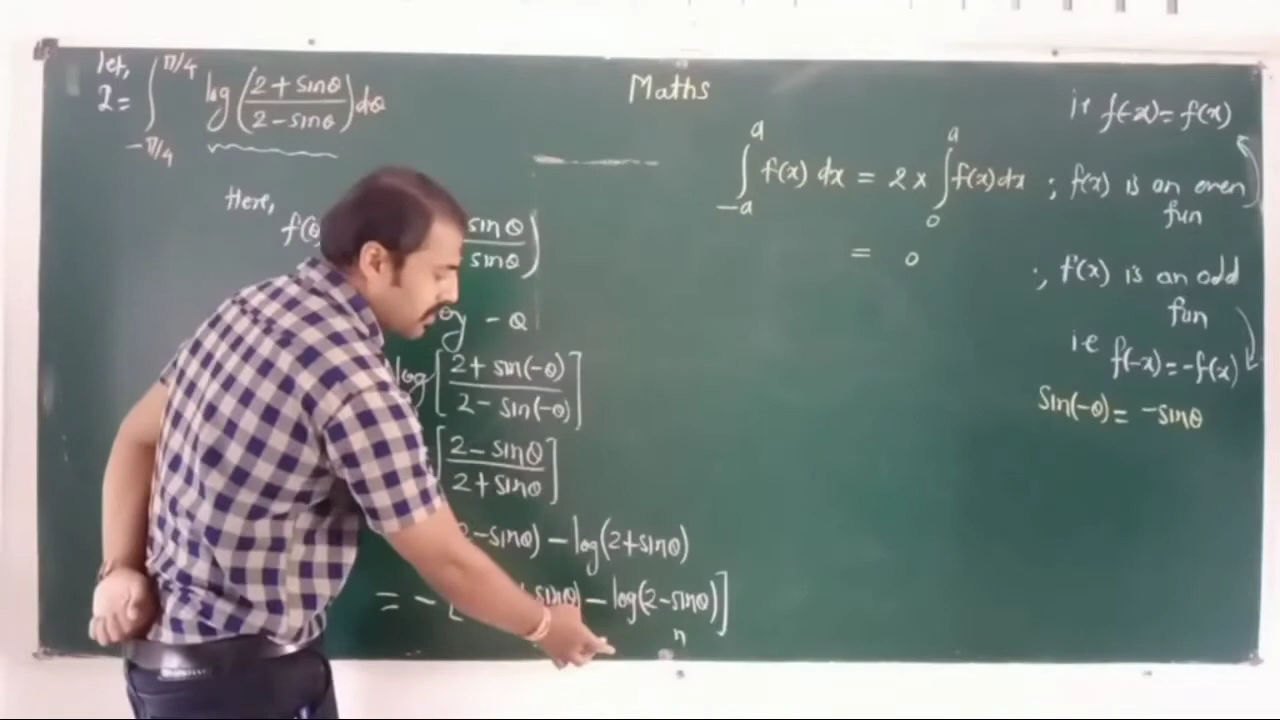 let,
I = ∫_{-π/4}^{π/4} log(2+sinθ / 2-sinθ) dθ
Here,
f(θ sinθ / sinθ)
- θ
log[2+sin(-θ) / 2-sin(-θ)]
[2-sinθ / 2+sinθ]
2-sinθ) - log(2+sinθ)
= - [ sinθ) - log(2-sinθ)]
n
Maths
ie f(-x)=f(x)
∫_{-a}^{a} f(x) dx = 2 × ∫_{0}^{a} f(x) dx ; f(x) is an even
fun
= 0 ; f(x) is an odd
fun
ie f(-x)=-f(x)
Sin(-θ)= -sinθ